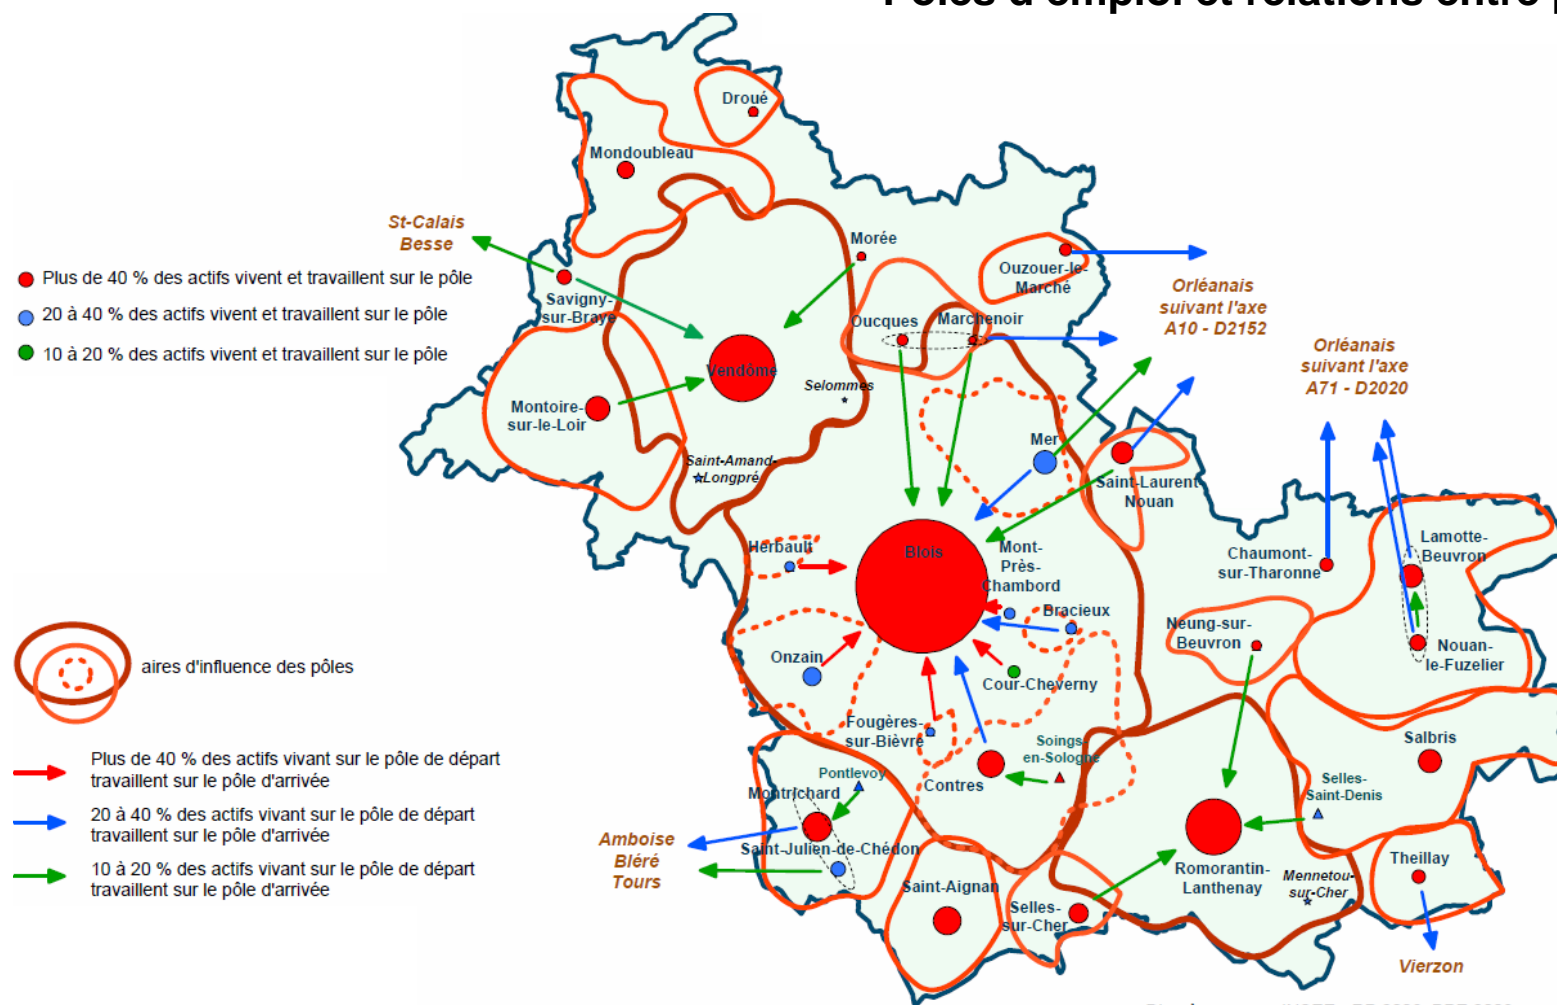 Pôles d'emploi et relations entre
Droué
Mondoubleau
St-Calais
Besse
Morée
Plus de 40 % des actifs vivent et travaillent sur le pôle
20 à 40 % des actifs vivent et travaillent sur le pôle
10 à 20 % des actifs vivent et travaillent sur le pôle
Savigny-
sur-Braye
Ouzouer-le-
Marché
Orléanais
suivant l'axe
A10 - D2152
Oucques
Marchenoir
Orléanais
suivant l'axe
A71 - D2020
Vendôme
Selommes
Montoire-
sur-le-Loir
Mer
Saint-Amand-
Longpré
Saint-Laurent
Nouan
Herbault
Blois
Mont-
Près-
Chambord
Bracieux
Chaumont-
sur-Tharonne
Lamotte-
Beuvron
Neung-sur-
Beuvron
Nouan-
le-Fuzelier
aires d'influence des pôles
Onzain
Cour-Cheverny
Fougères-
sur-Bièvre
Soings-
en-Sologne
Salbris
Plus de 40 % des actifs vivant sur le pôle de départ
travaillent sur le pôle d'arrivée
20 à 40 % des actifs vivant sur le pôle de départ
travaillent sur le pôle d'arrivée
10 à 20 % des actifs vivant sur le pôle de départ
travaillent sur le pôle d'arrivée
Pontlevoy
Montrichard
Contres
Selles-
Saint-Denis
Amboise
Bléré
Tours
Saint-Julien-de-Chédon
Saint-Aignan
Selles-
sur-Cher
Romorantin-
Lanthenay
Mennetou-
sur-Cher
Theillay
Vierzon